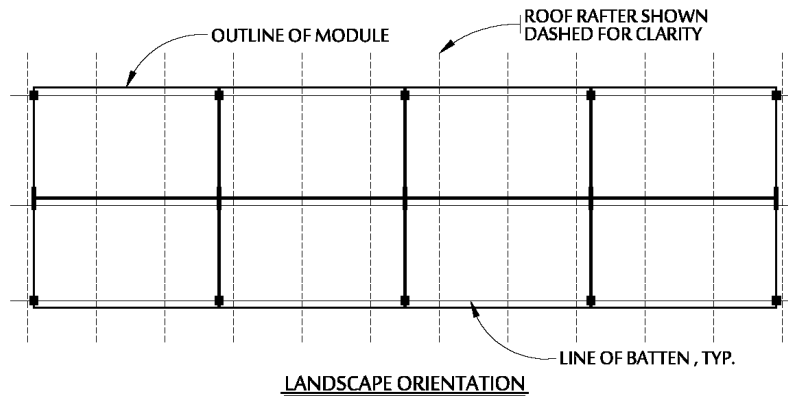 ROOF RAFTER SHOWN
DASHED FOR CLARITY
OUTLINE OF MODULE
LINE OF BATTEN , TYP.
LANDSCAPE ORIENTATION